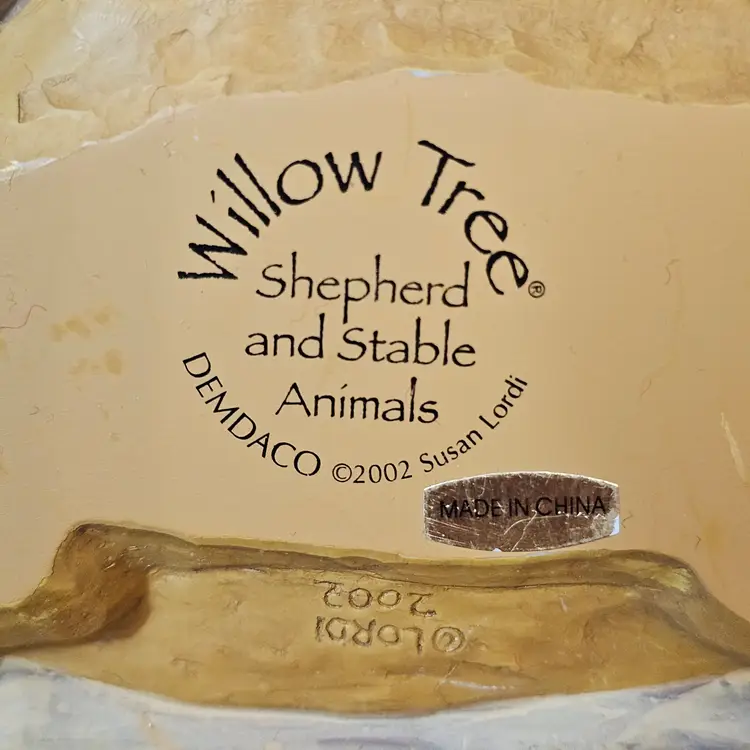 Willow Tree®
Shepherd
and Stable
Animals
DEMDACO ©2002 Susan Lordi
MADE IN CHINA
©LORDI
2002